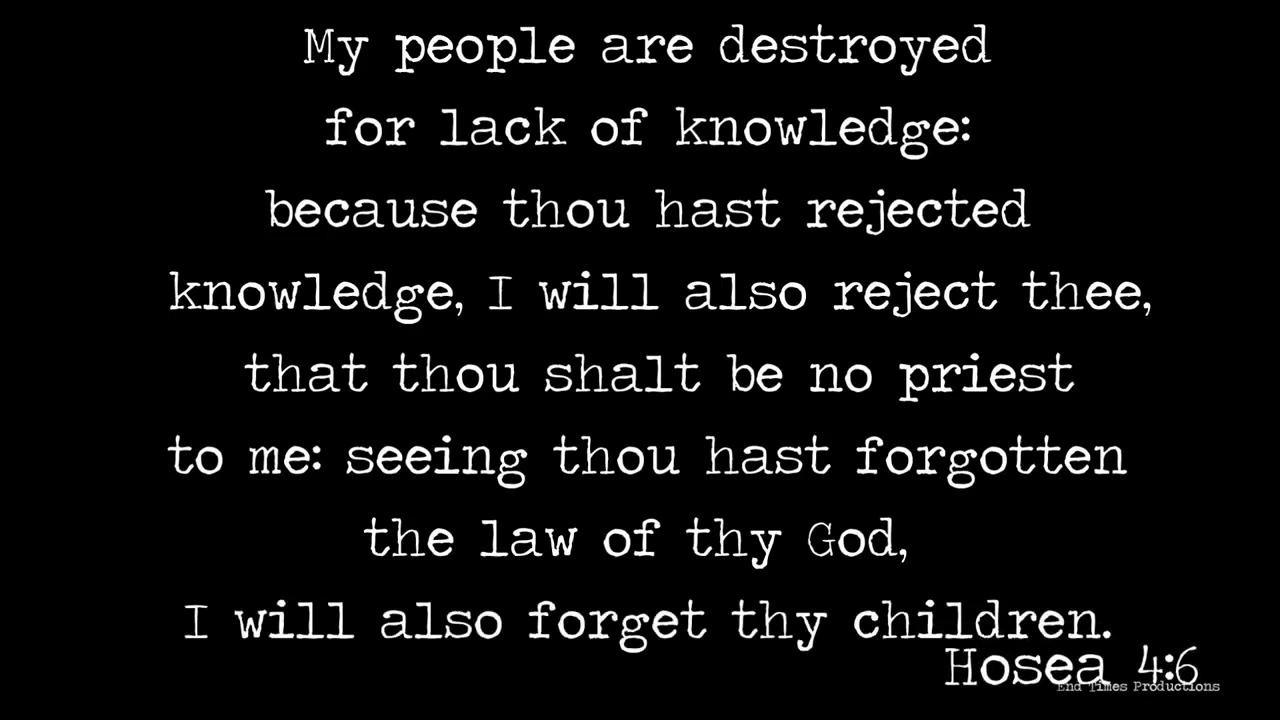 My people are destroyed
for lack of knowledge:
because thou hast rejected
knowledge, I will also reject thee,
that thou shalt be no priest
to me: seeing thou hast forgotten
the law of thy God,
I will also forget thy children.
Hosea 4:6
End Times Productions